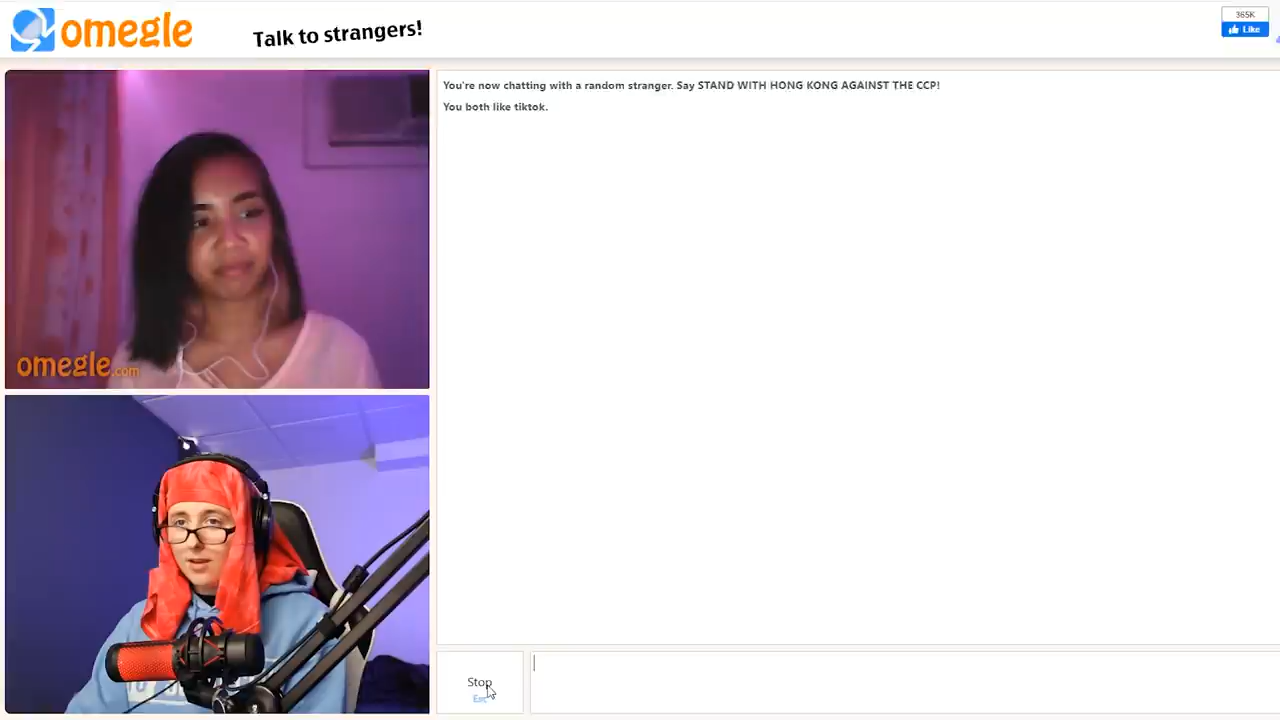 omegle
Talk to strangers!
365K
Like
You're now chatting with a random stranger. Say STAND WITH HONG KONG AGAINST THE CCP!
You both like tiktok.
omegle.com
Stop
Esc